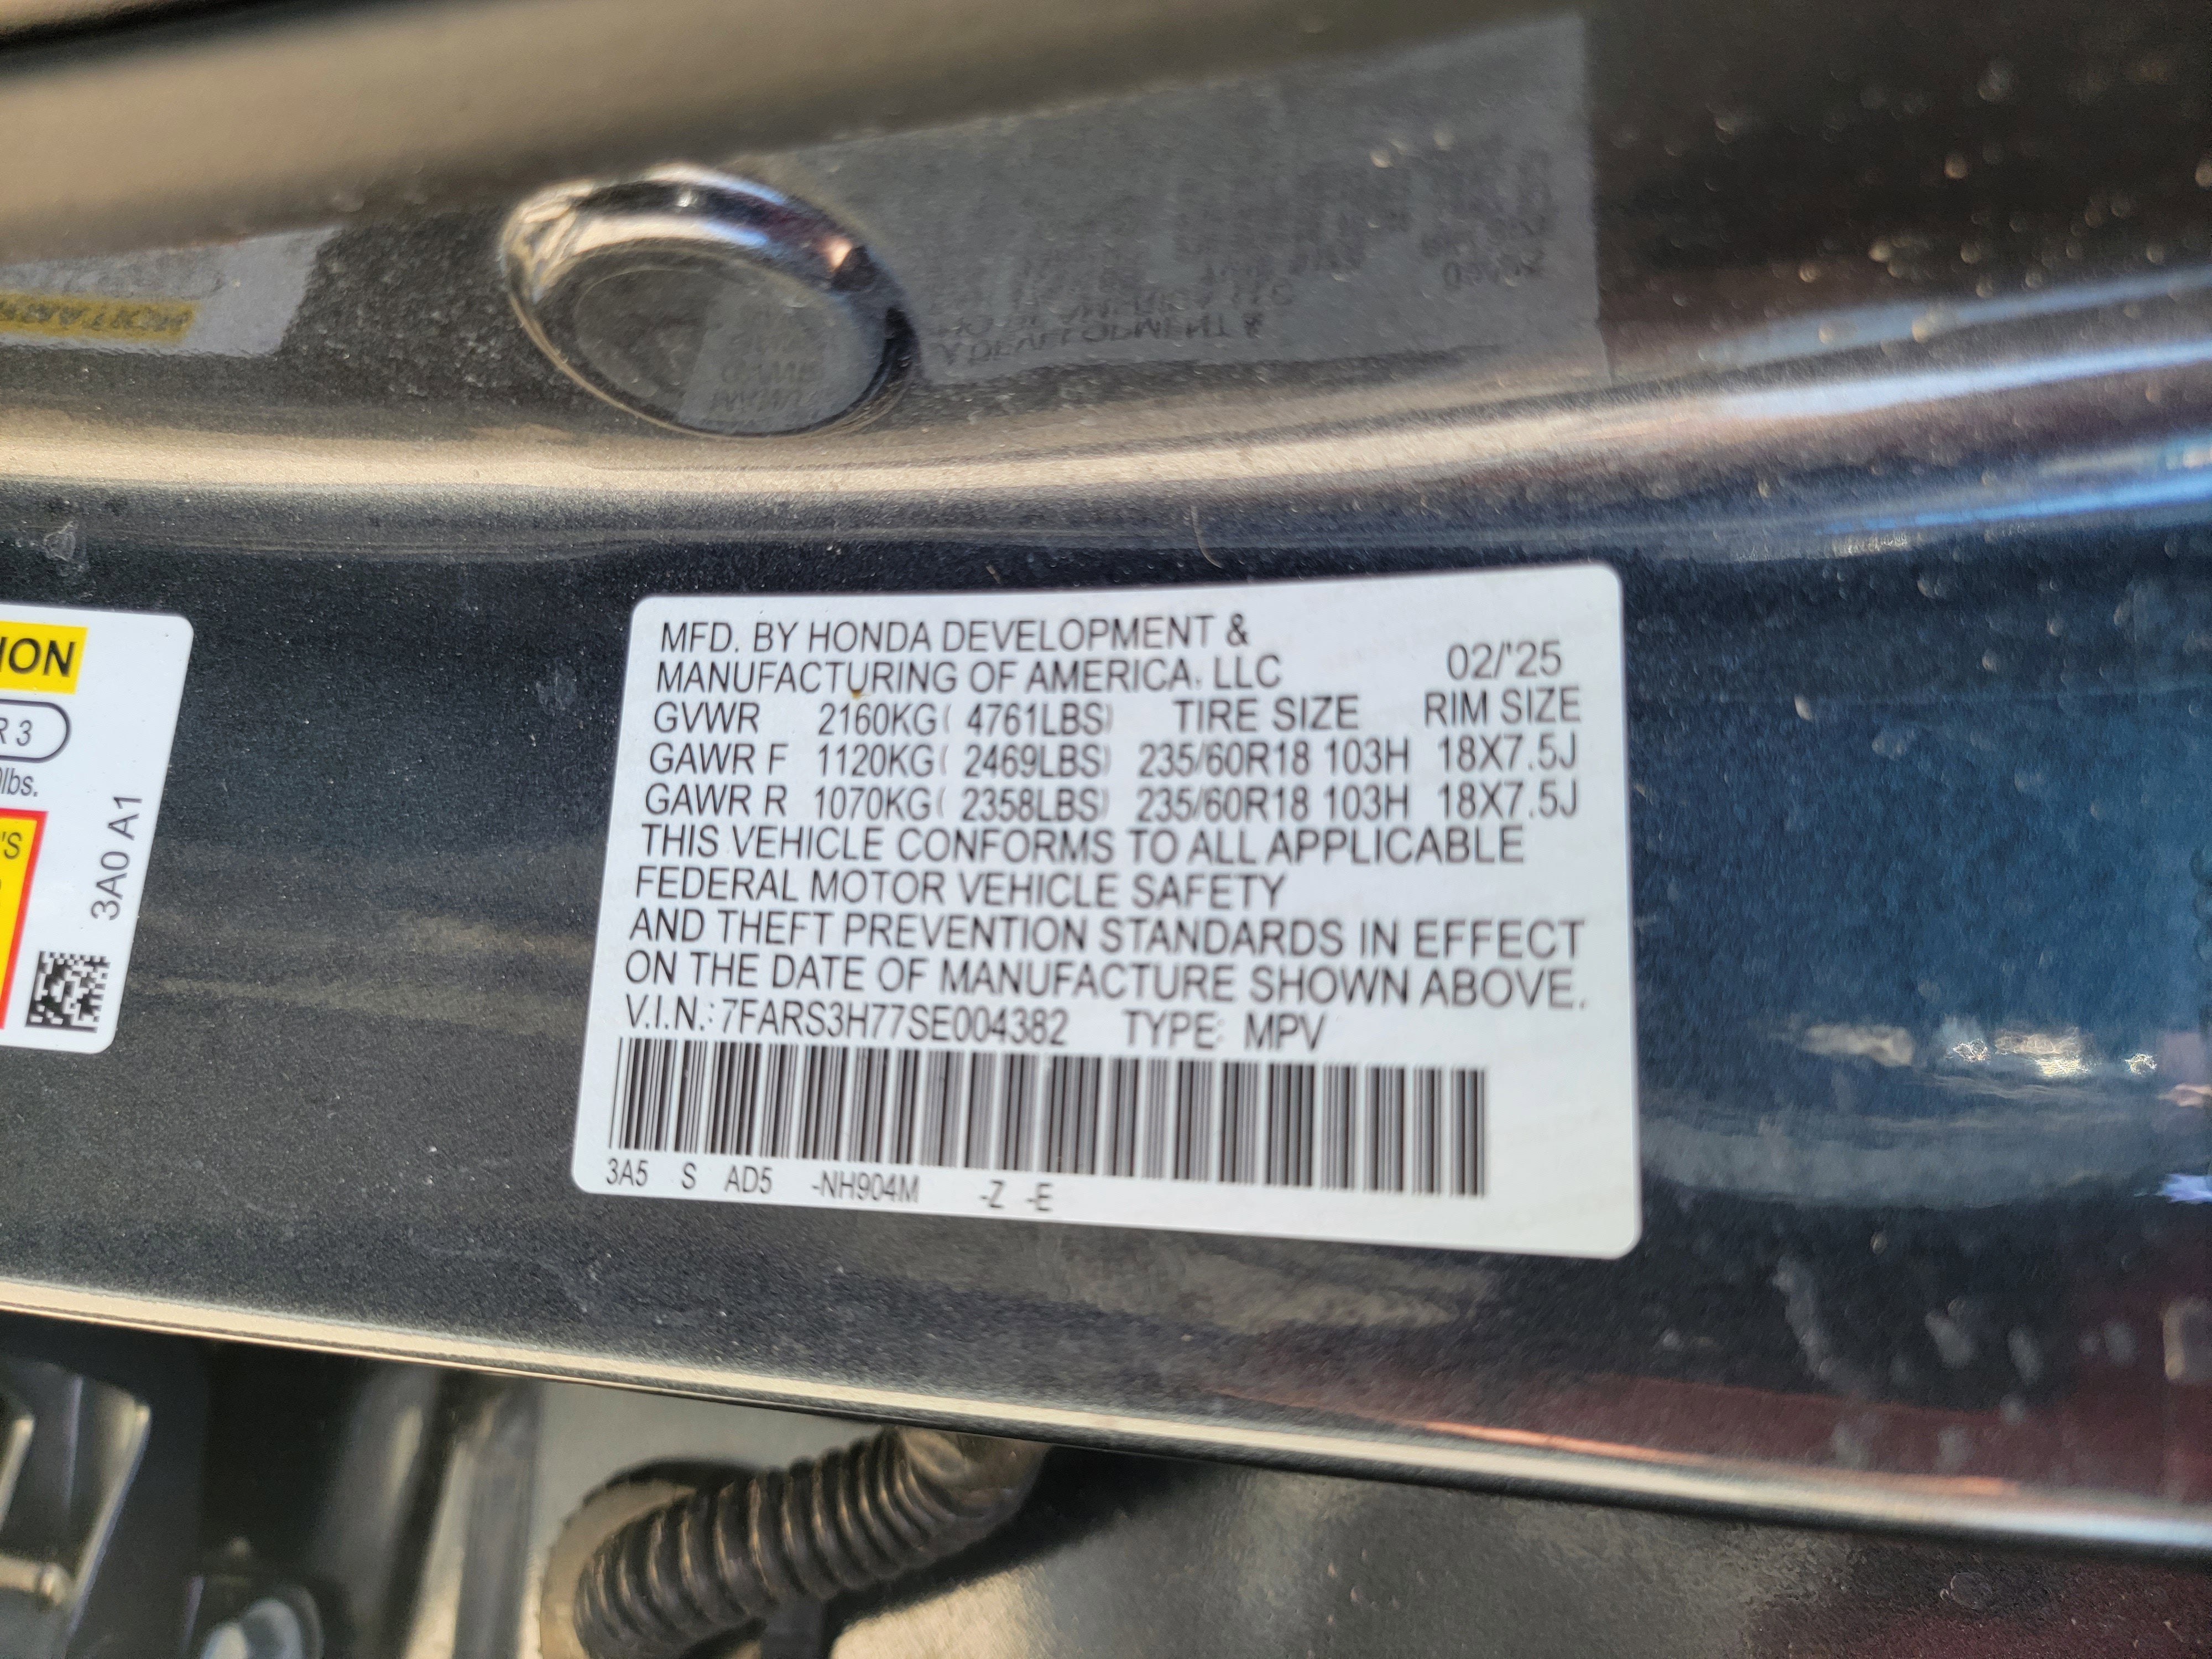 MFD. BY HONDA DEVELOPMENT &
MANUFACTURING OF AMERICA, LLC 02/'25
GVWR 2160KG( 4761LBS) TIRE SIZE RIM SIZE
GAWR F 1120KG( 2469LBS) 235/60R18 103H 18X7.5J
GAWR R 1070KG( 2358LBS) 235/60R18 103H 18X7.5J
THIS VEHICLE CONFORMS TO ALL APPLICABLE
FEDERAL MOTOR VEHICLE SAFETY
AND THEFT PREVENTION STANDARDS IN EFFECT
ON THE DATE OF MANUFACTURE SHOWN ABOVE.
V.I.N.: 7FARS3H77SE004382 TYPE: MPV
3A5 S AD5 -NH904M -Z -E
ION
R 3
lbs.
'S
3A0 A1